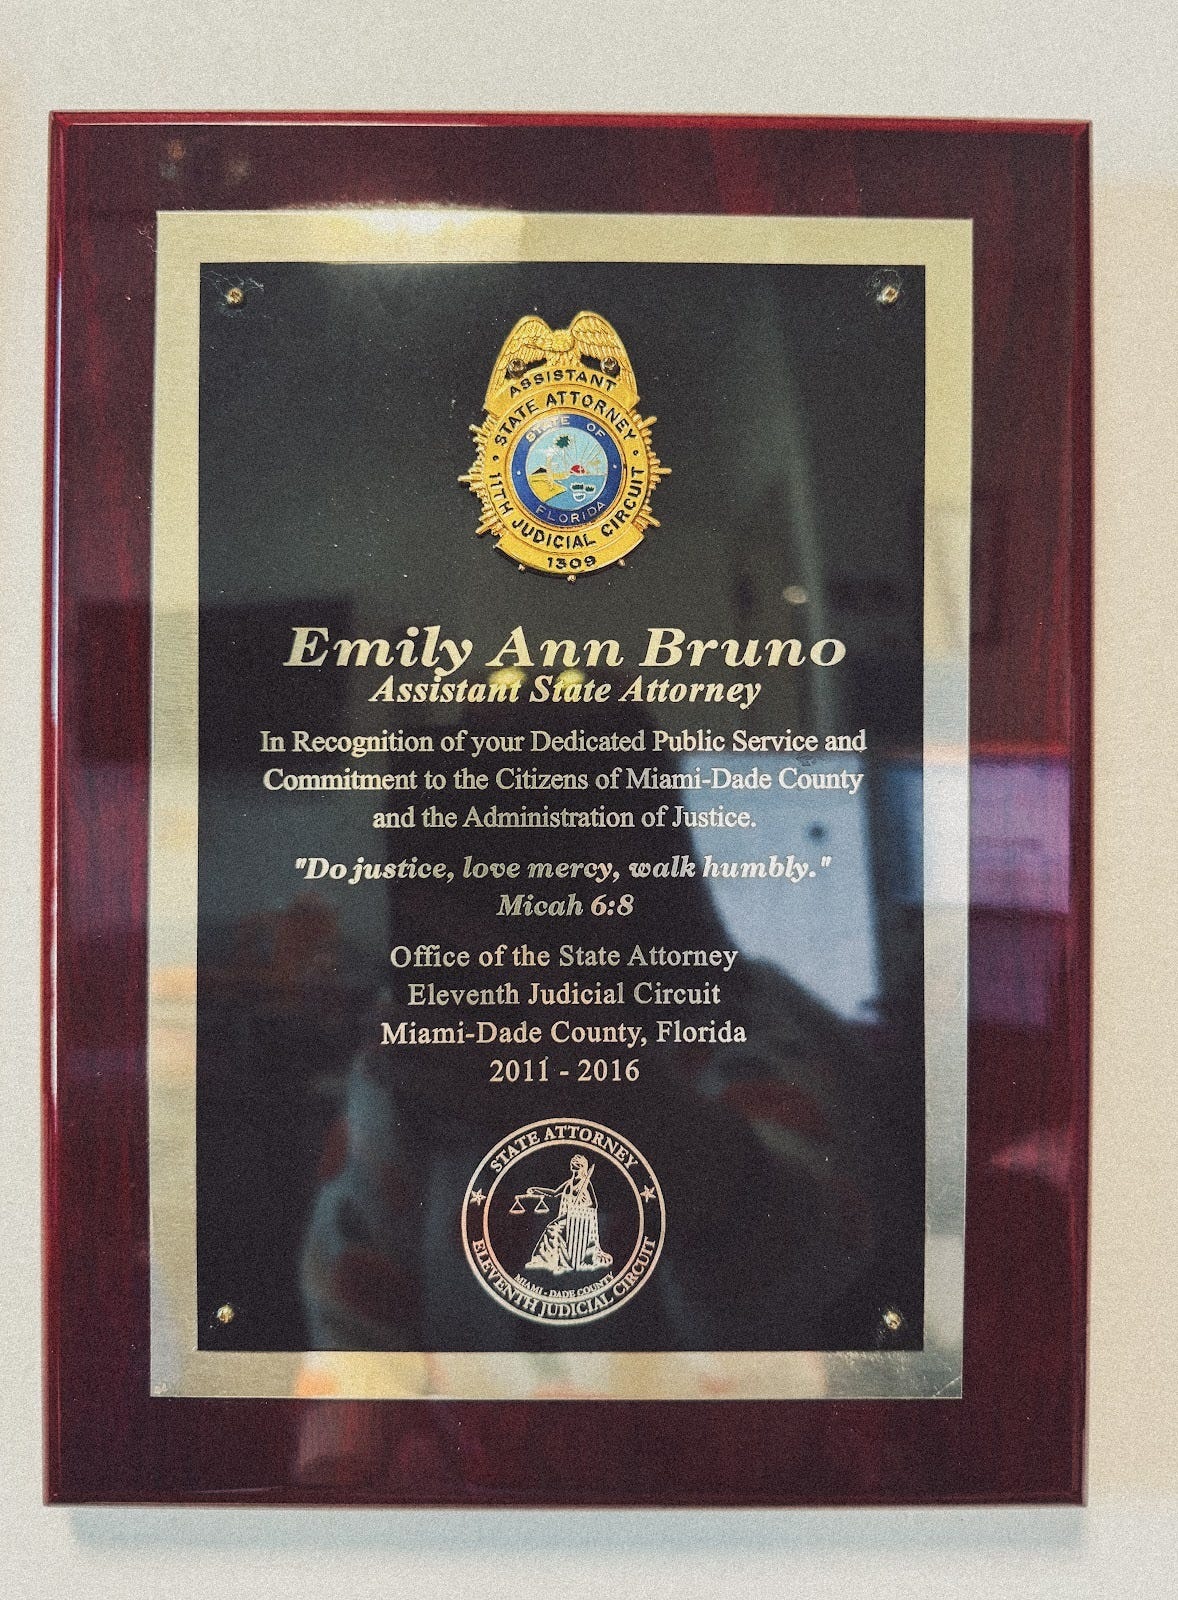 ASSISTANT
STATE ATTORNEY
STATE OF
FLORIDA
11TH JUDICIAL CIRCUIT
1309
Emily Ann Bruno
Assistant State Attorney
In Recognition of your Dedicated Public Service and
Commitment to the Citizens of Miami-Dade County
and the Administration of Justice.
"Do justice, love mercy, walk humbly."
Micah 6:8
Office of the State Attorney
Eleventh Judicial Circuit
Miami-Dade County, Florida
2011 - 2016
STATE ATTORNEY
MIAMI - DADE COUNTY
ELEVENTH JUDICIAL CIRCUIT